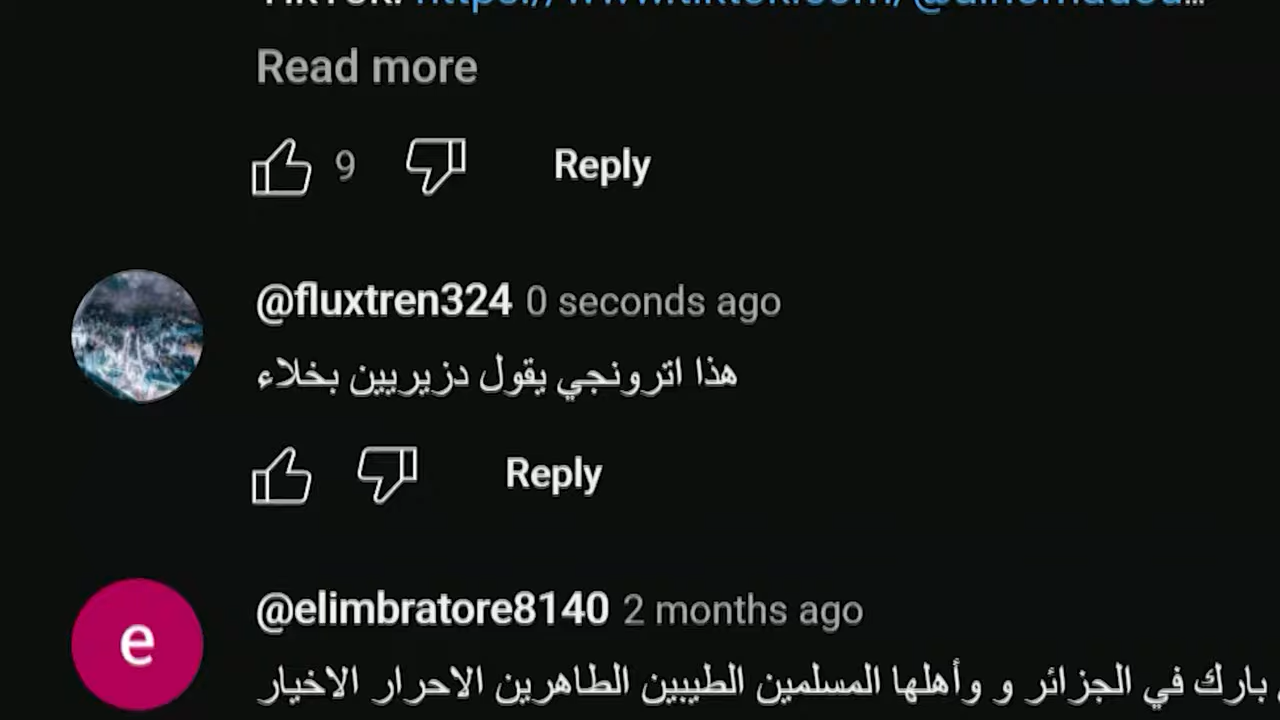 Read more
9
Reply
@fluxtren324 0 seconds ago
هذا اترونجي يقول دزيريين بخلاء
Reply
e
@elimbratore8140 2 months ago
بارك في الجزائر و وأهلها المسلمين الطيبين الطاهرين الاحرار الاخيار